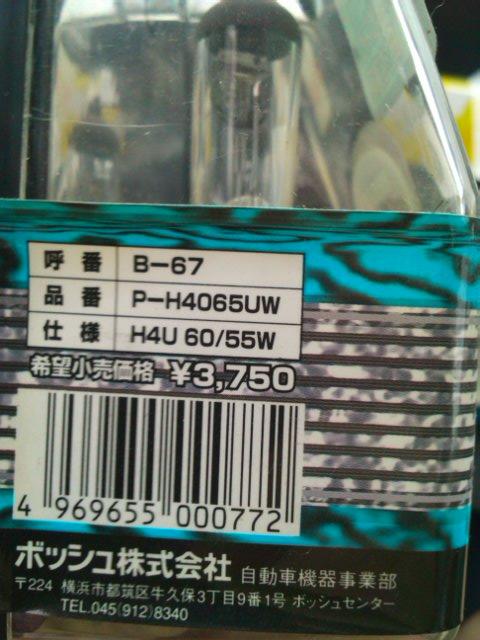 呼番 B-67
品番 P-H4065UW
仕様 H4U 60/55W
希望小売価格 ¥3,750
4 969655 000772
ボッシュ株式会社 自動車機器事業部
〒224 横浜市都筑区牛久保3丁目9番1号 ボッシュセンター
TEL.045(912)8340